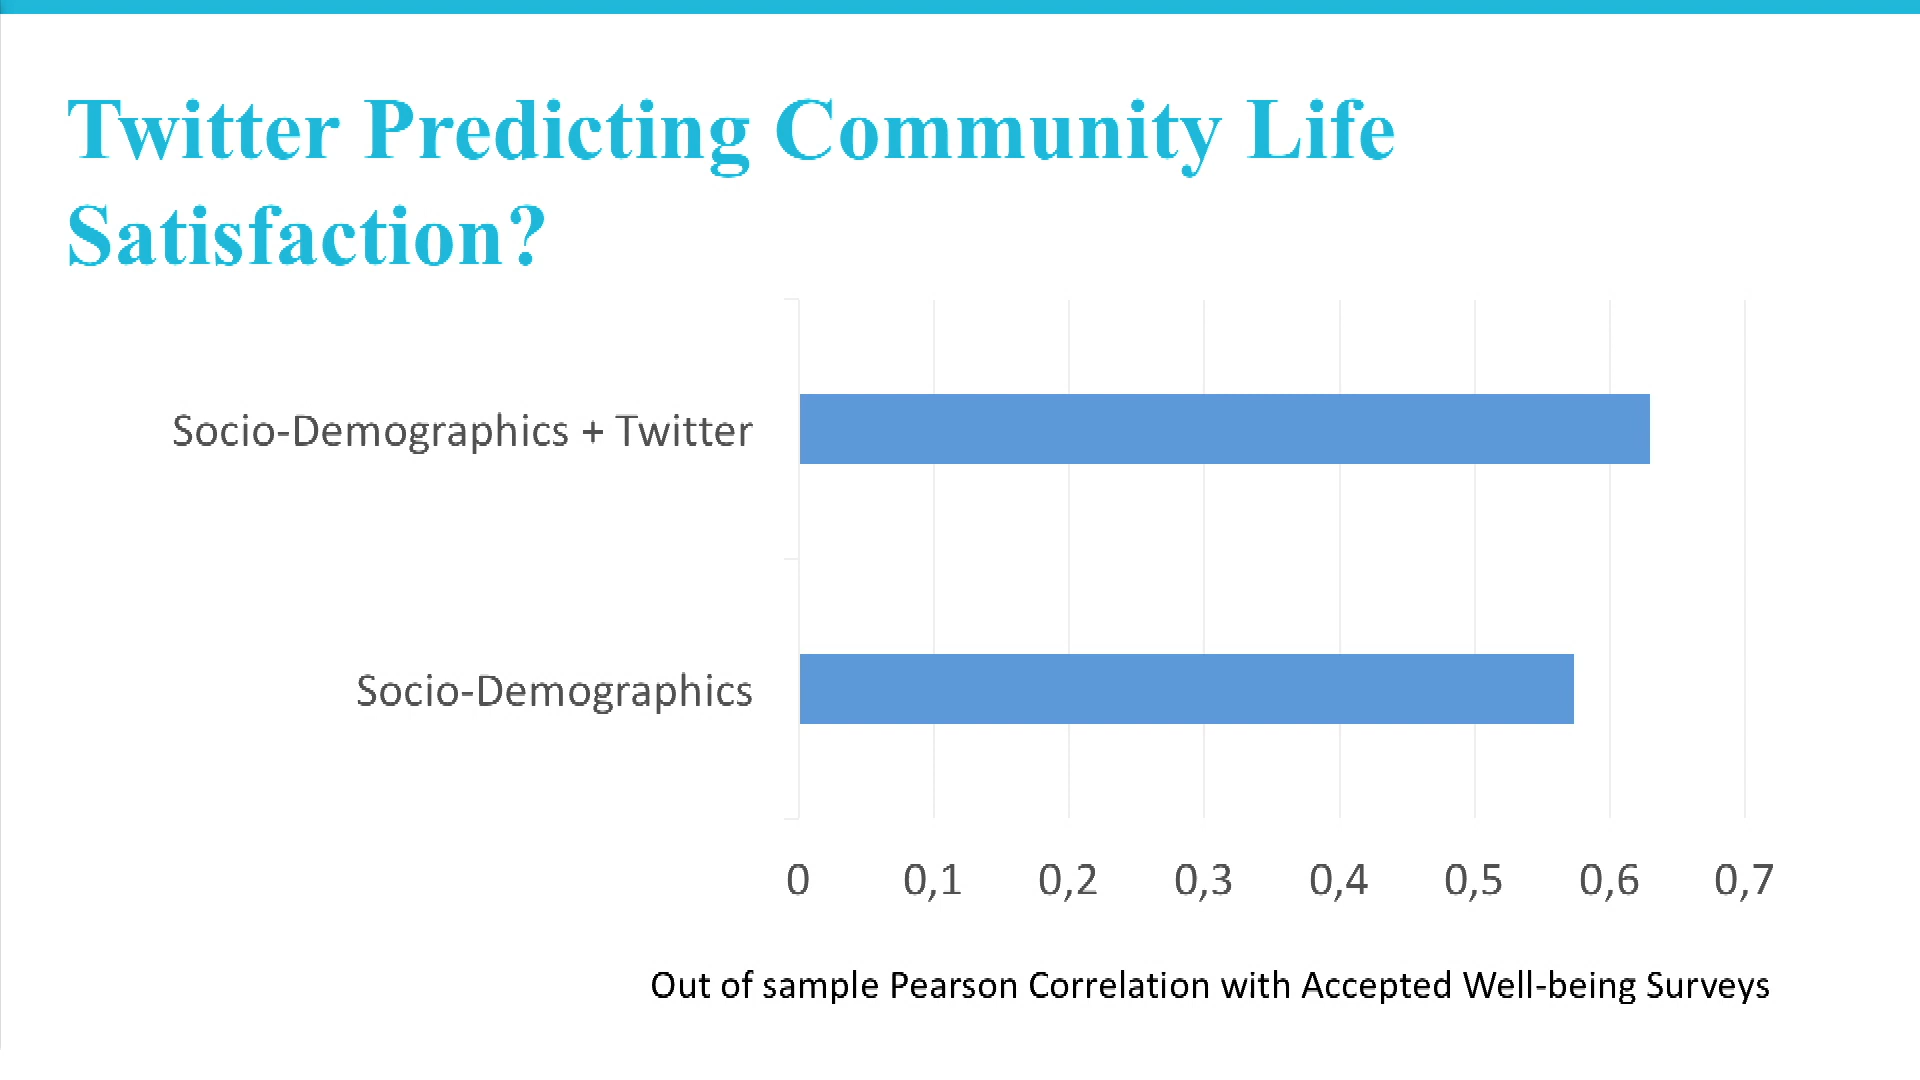 Twitter Predicting Community Life
Satisfaction?
Socio-Demographics + Twitter
Socio-Demographics
0 0,1 0,2 0,3 0,4 0,5 0,6 0,7
Out of sample Pearson Correlation with Accepted Well-being Surveys